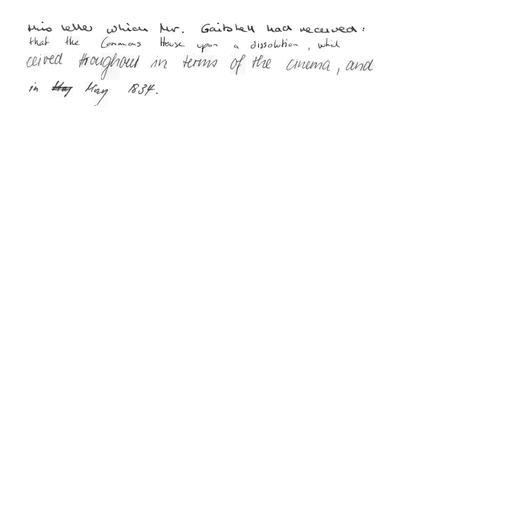 this letter which Mr. Gaitskell had received:
that the Commons House upon a dissolution, which
ceived throughout in terms of the cinema, and
in May May 1834.